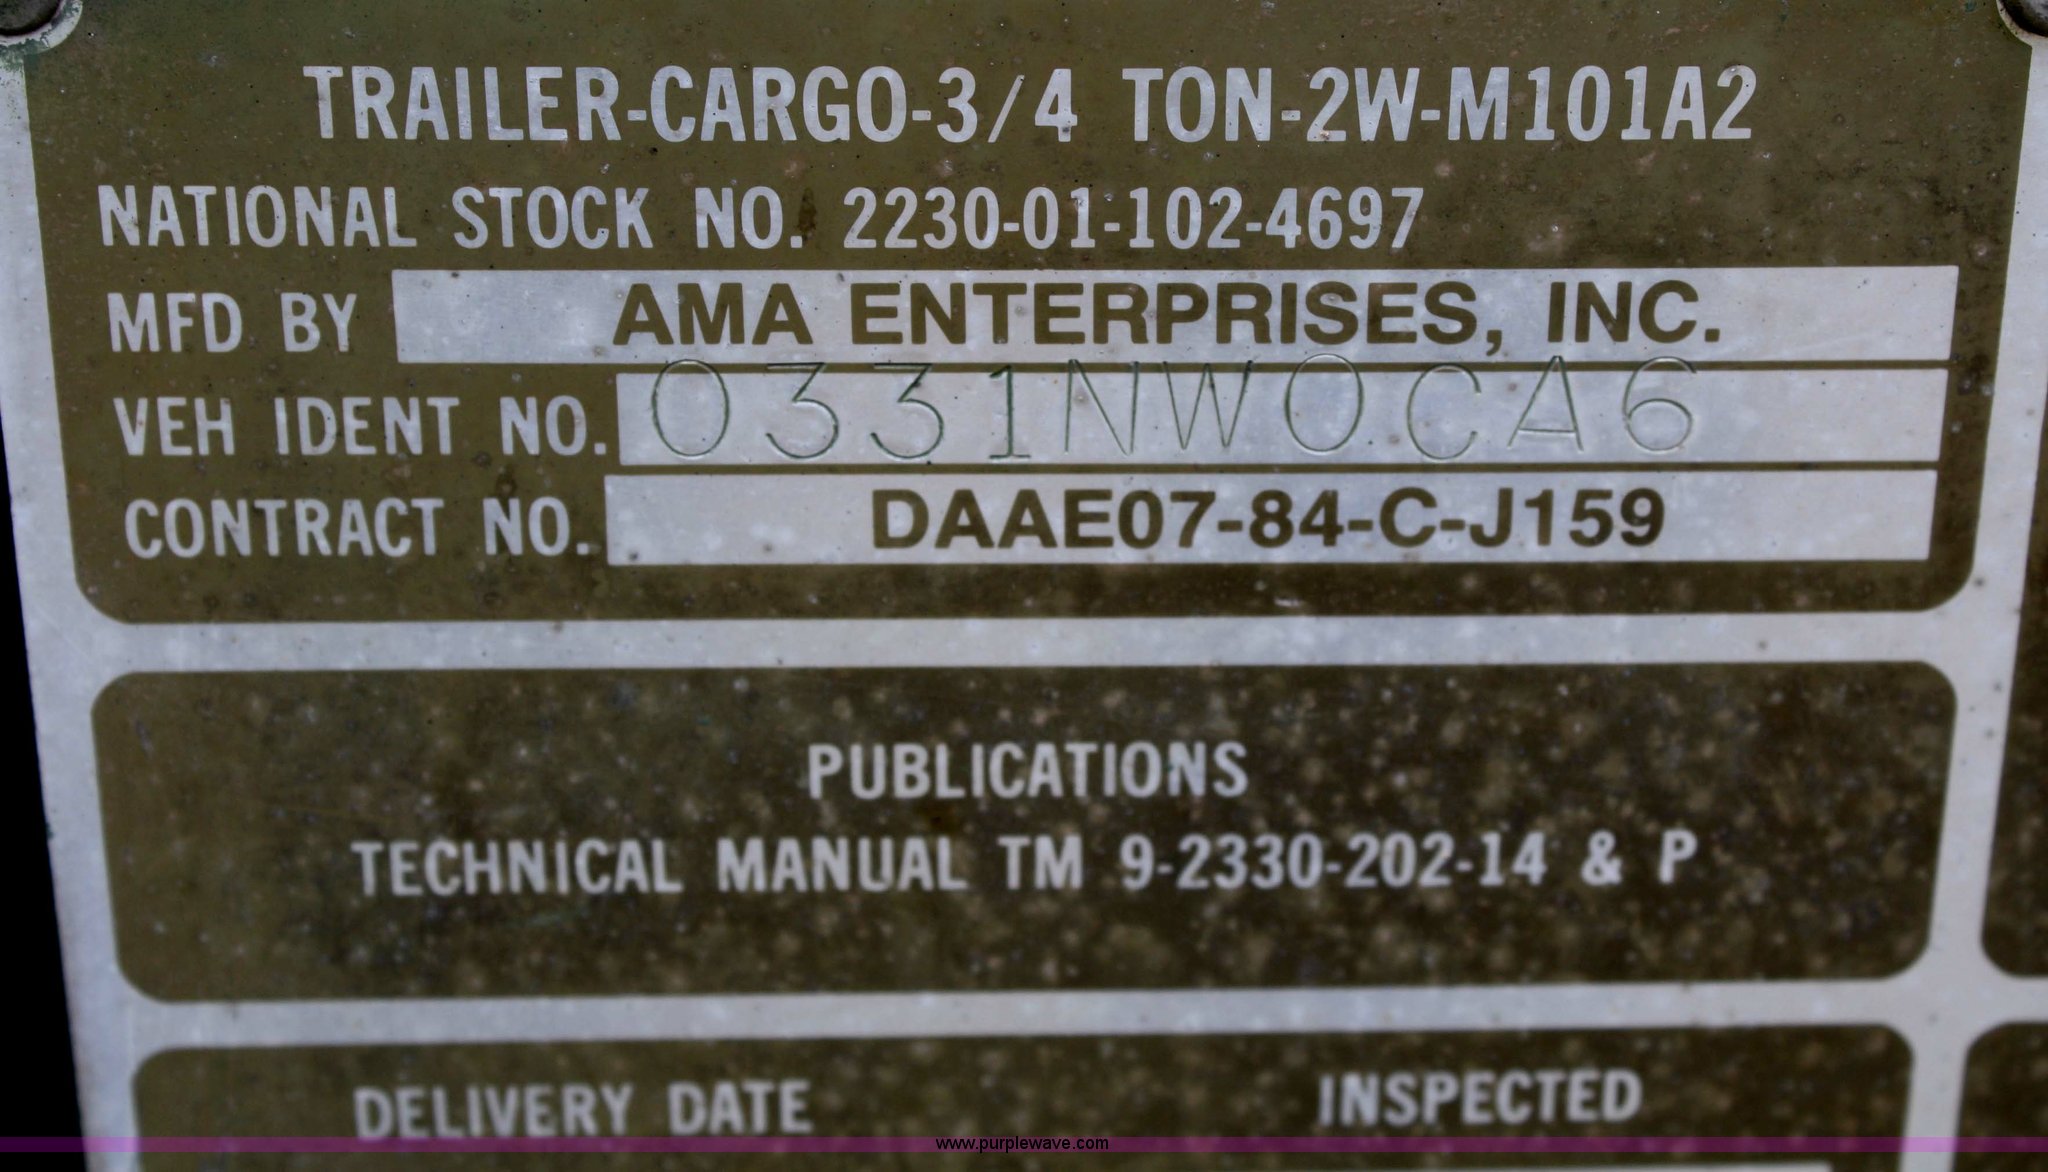 TRAILER-CARGO-3/4 TON-2W-M101A2
NATIONAL STOCK NO. 2230-01-102-4697
MFD BY AMA ENTERPRISES, INC.
VEH IDENT NO. 0331NW0CA6
CONTRACT NO. DAAE07-84-C-J159
PUBLICATIONS
TECHNICAL MANUAL TM 9-2330-202-14 & P
DELIVERY DATE INSPECTED
www.purplewave.com